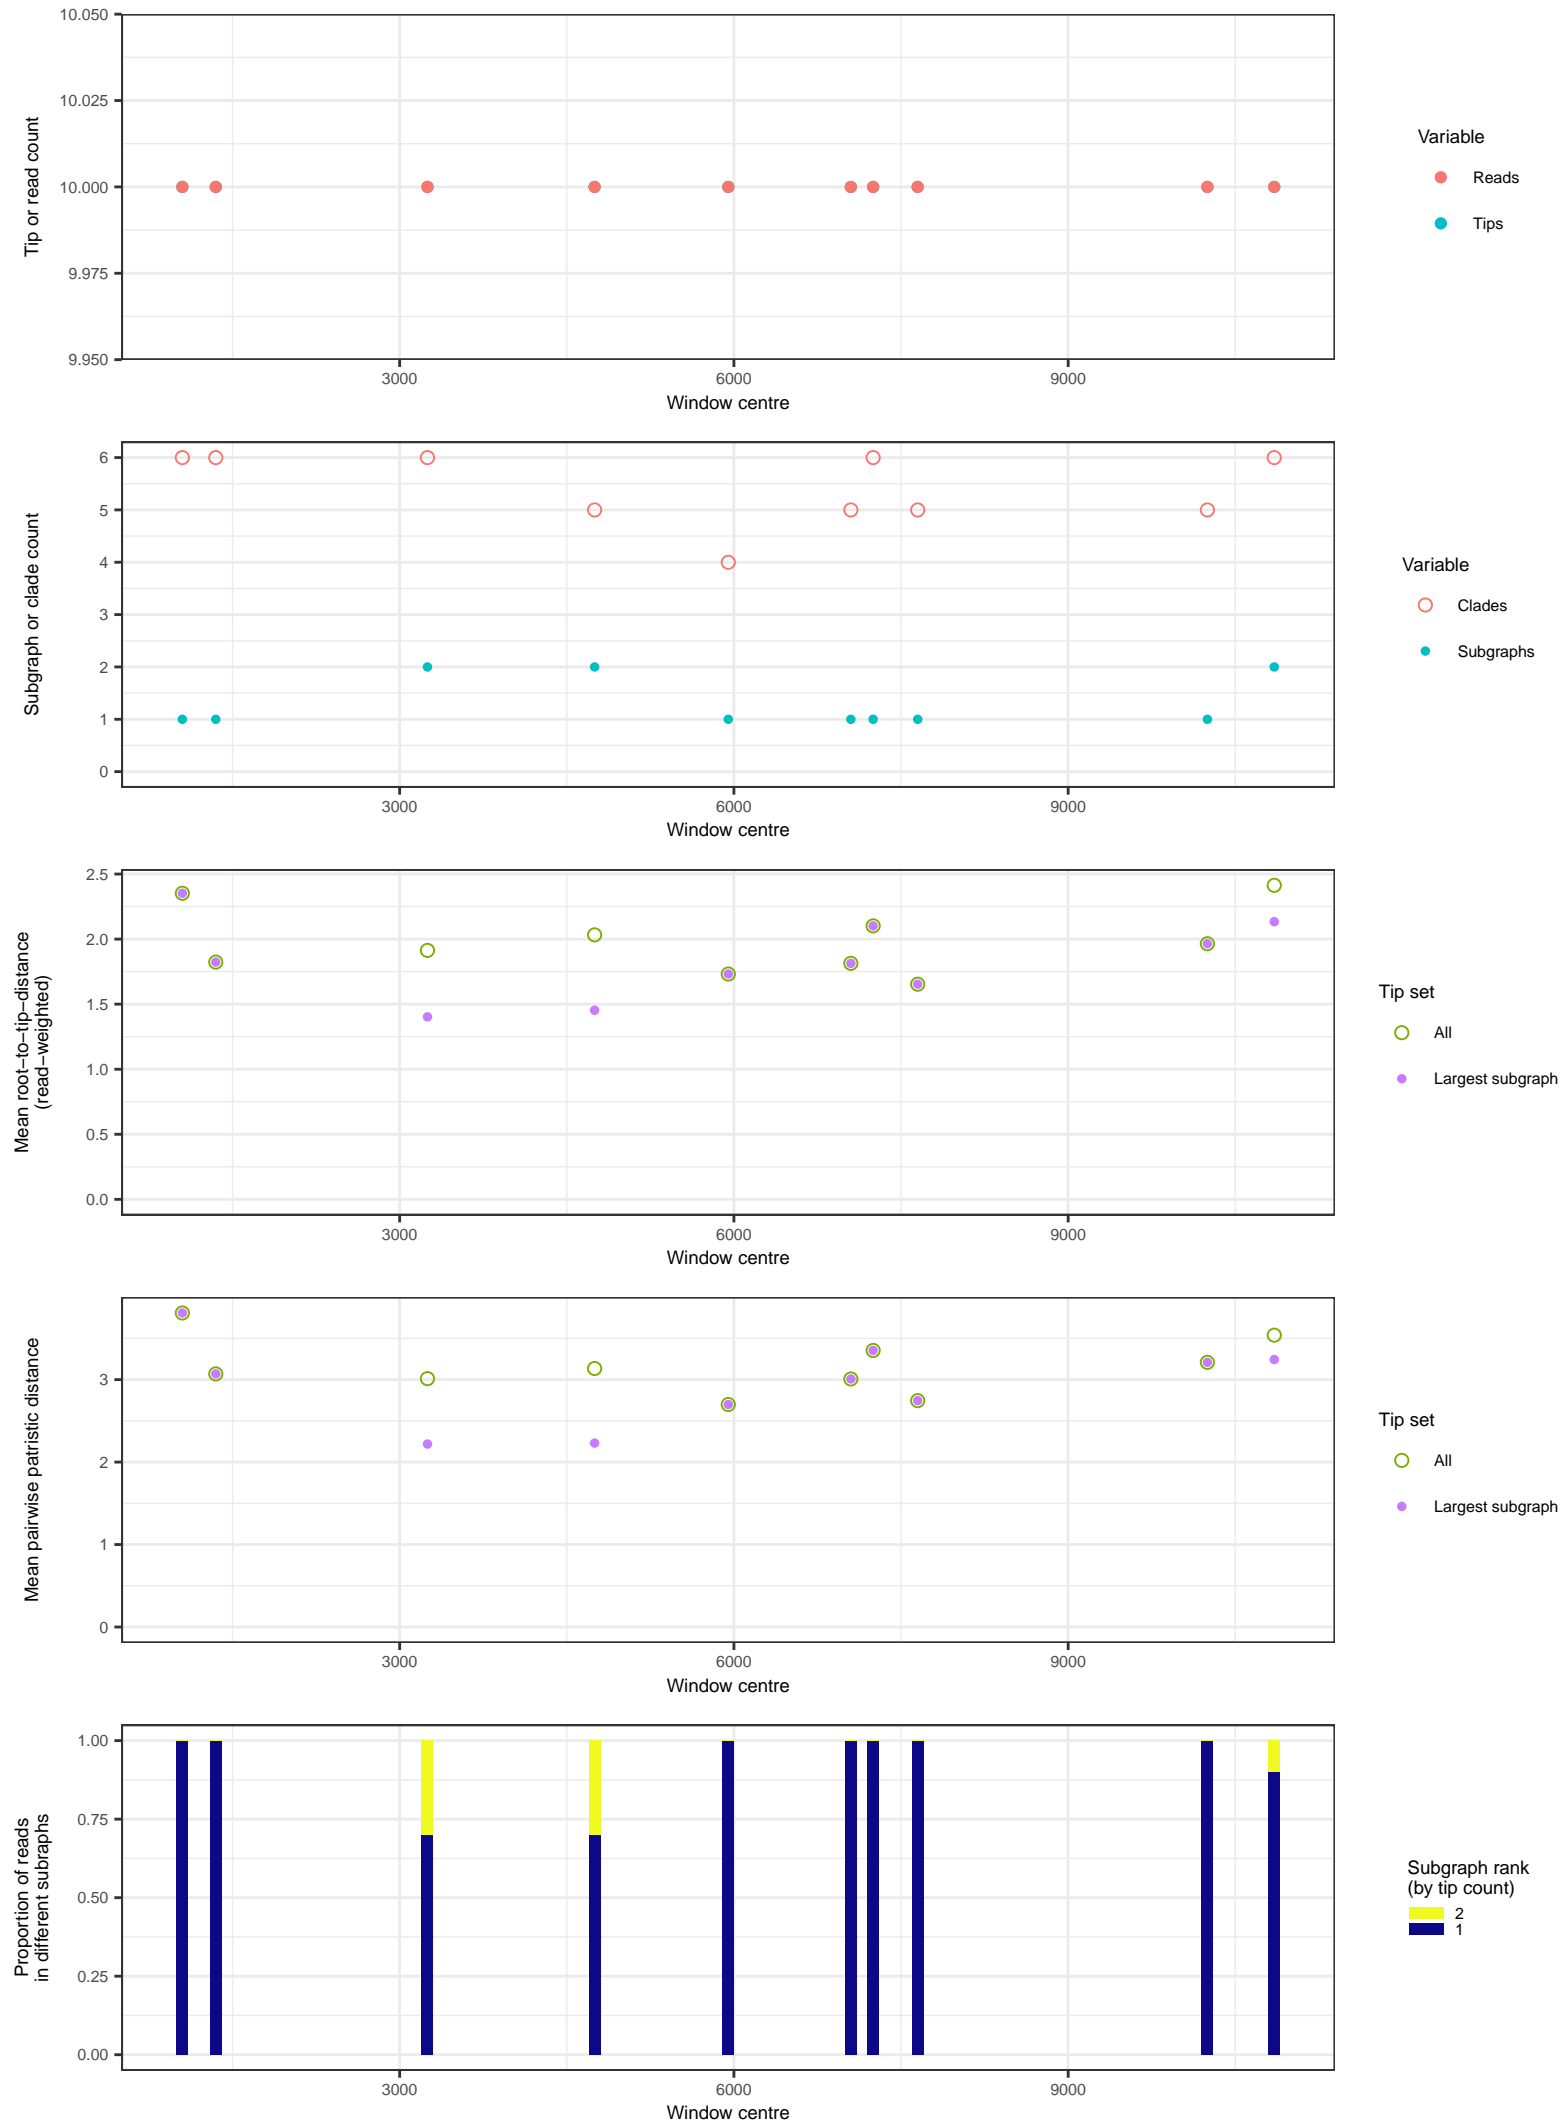 10.050
10.025
10.000
9.975
9.950
Tip or read count
3000
6000
9000
Window centre
Variable
Reads
Tips
6
5
4
3
2
1
0
Subgraph or clade count
3000
6000
9000
Window centre
Variable
Clades
Subgraphs
2.5
2.0
1.5
1.0
0.5
0.0
Mean root−to−tip−distance
(read−weighted)
3000
6000
9000
Window centre
Tip set
All
Largest subgraph
3
2
1
0
Mean pairwise patristic distance
3000
6000
9000
Window centre
Tip set
All
Largest subgraph
1.00
0.75
0.50
0.25
0.00
Proportion of reads
in different subraphs
3000
6000
9000
Window centre
Subgraph rank
(by tip count)
2
1